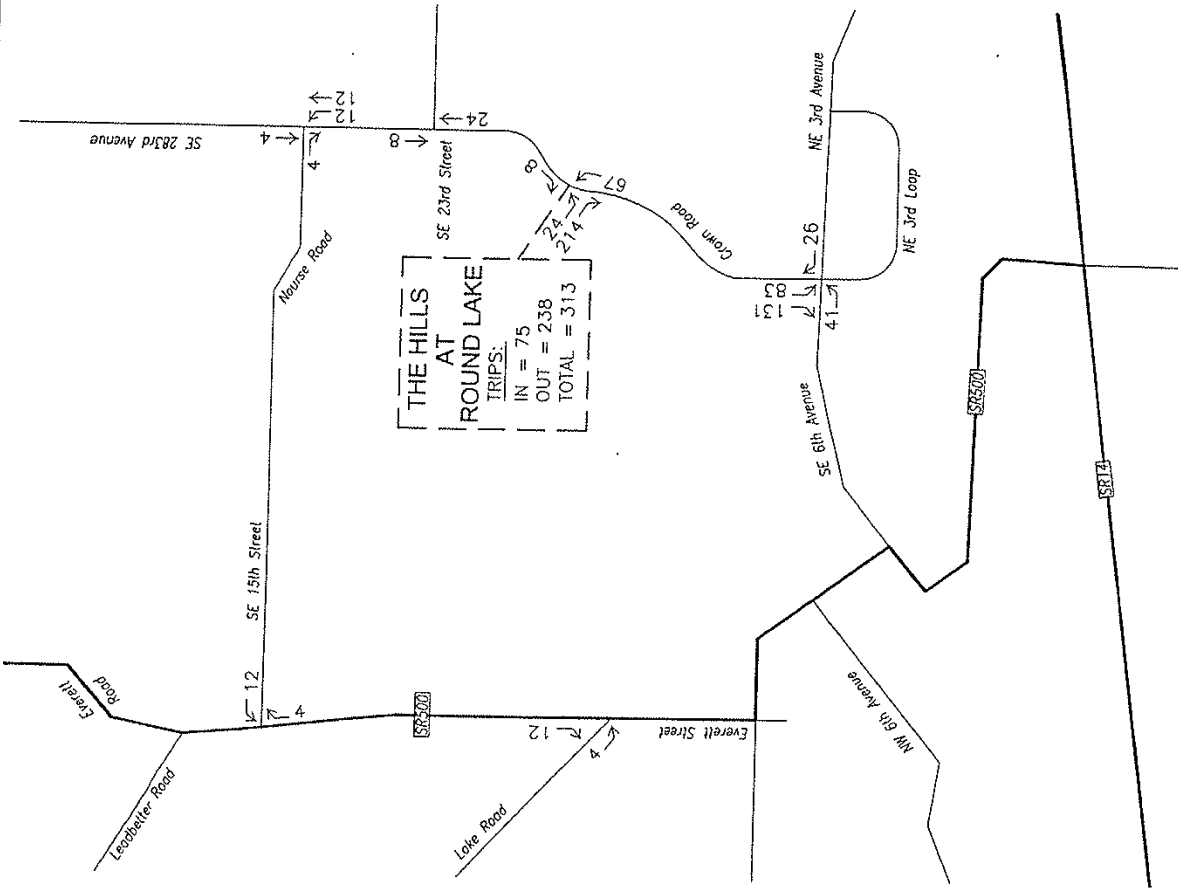 SE 283rd Avenue
4
12
12
4
8
24
SE 23rd Street
Nourse Road
8
67
24
214
Crown Road
NE 3rd Avenue
NE 3rd Loop
THE HILLS
AT
ROUND LAKE
TRIPS:
IN = 75
OUT = 238
TOTAL = 313
26
83
131
41
SE 6th Avenue
SR500
SR14
SE 15th Street
Everett
Road
12
4
SR500
Leadbetter Road
12
4
Everett Street
Lake Road
NW 6th Avenue